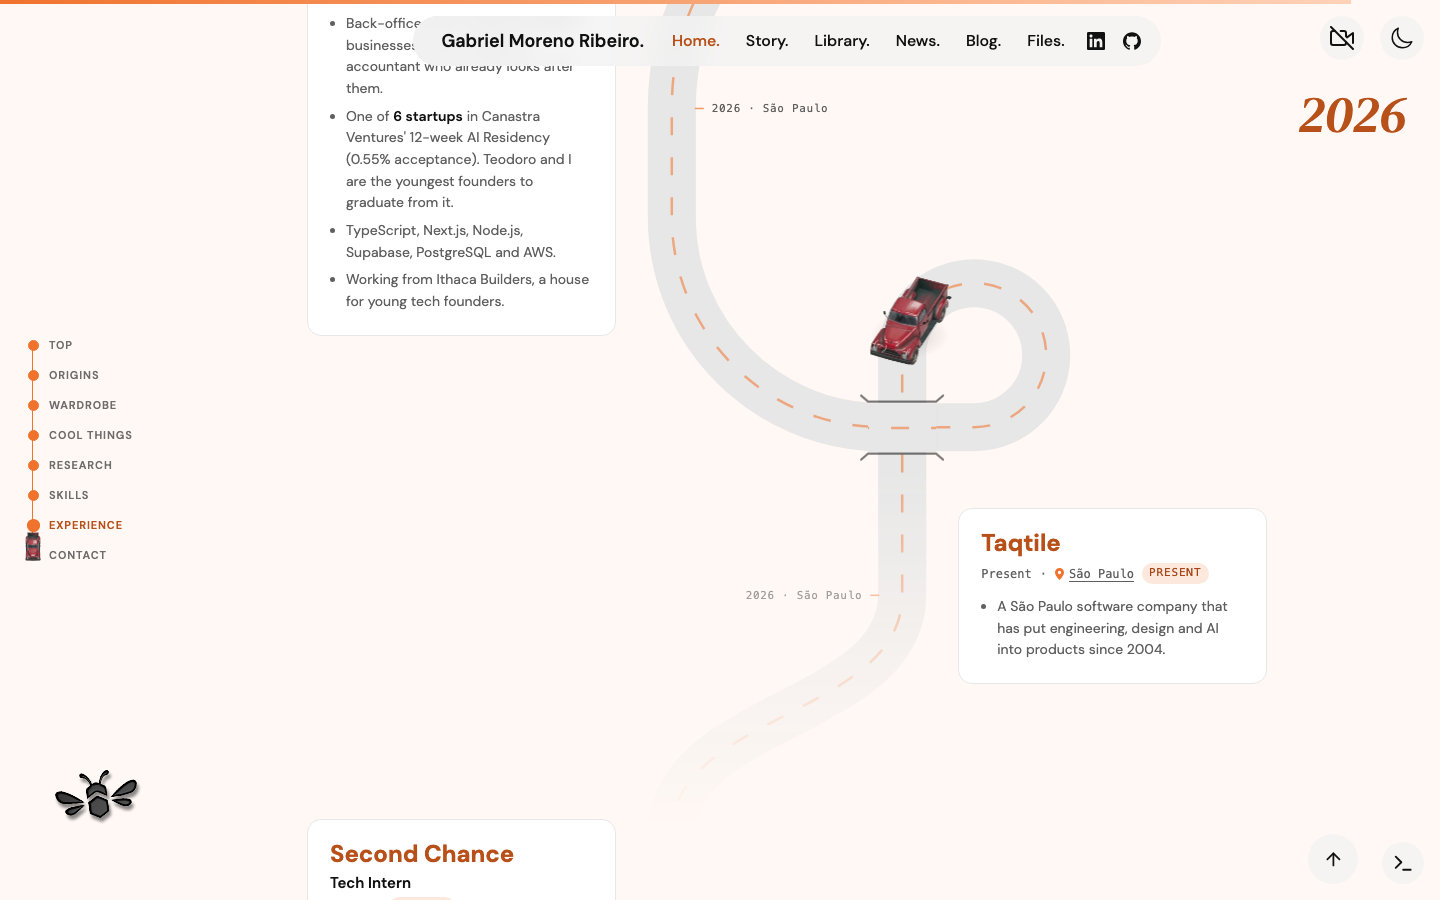 Gabriel Moreno Ribeiro.
Home.
Story.
Library.
News.
Blog.
Files.
2026
Back-office
businesses
accountant who already looks after
them.
One of 6 startups in Canastra
Ventures' 12-week AI Residency
(0.55% acceptance). Teodoro and I
are the youngest founders to
graduate from it.
TypeScript, Next.js, Node.js,
Supabase, PostgreSQL and AWS.
Working from Ithaca Builders, a house
for young tech founders.
2026 · São Paulo
TOP
ORIGINS
WARDROBE
COOL THINGS
RESEARCH
SKILLS
EXPERIENCE
CONTACT
Taqtile
Present · São Paulo PRESENT
A São Paulo software company that
has put engineering, design and AI
into products since 2004.
2026 · São Paulo
Second Chance
Tech Intern